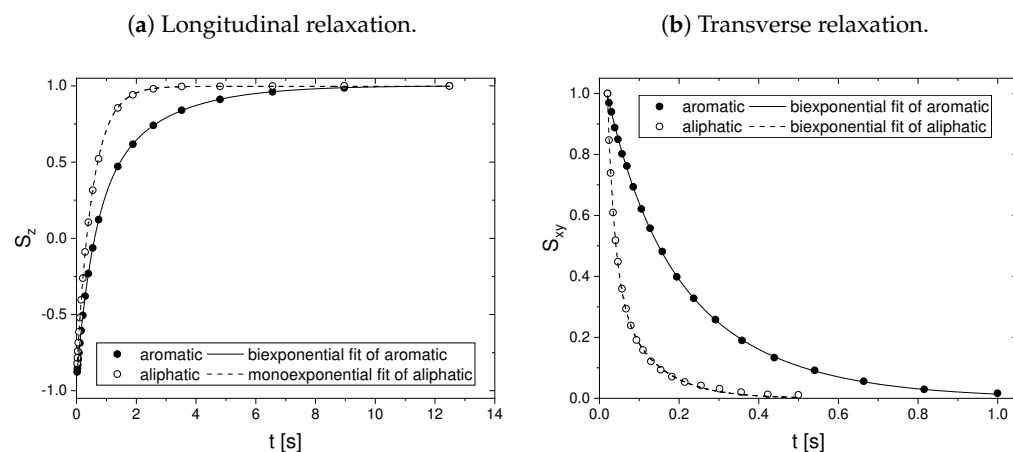 (a) Longitudinal relaxation.
1.0
0.5
0.0
-0.5
-1.0
S_z
aromatic biexponential fit of aromatic
aliphatic monoexponential fit of aliphatic
0 2 4 6 8 10 12 14
t [s]
(b) Transverse relaxation.
1.0
0.8
0.6
0.4
0.2
0.0
S_xy
aromatic biexponential fit of aromatic
aliphatic biexponential fit of aliphatic
0.0 0.2 0.4 0.6 0.8 1.0
t [s]